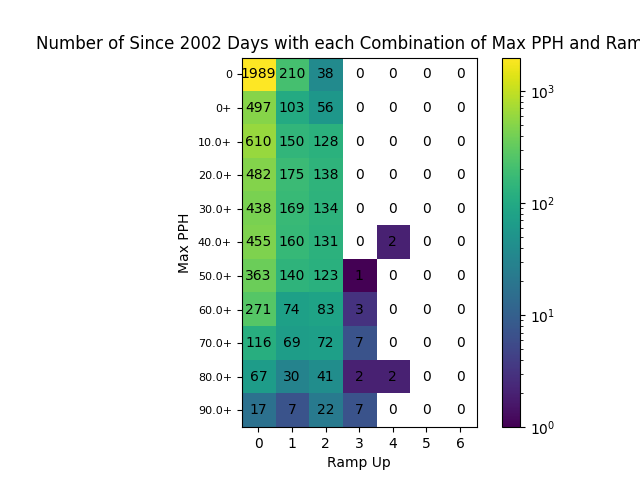 Number of Since 2002 Days with each Combination of Max PPH and Ram
0 1989 210 38 0 0 0 0
0+ 497 103 56 0 0 0 0
10.0+ 610 150 128 0 0 0 0
20.0+ 482 175 138 0 0 0 0
30.0+ 438 169 134 0 0 0 0
40.0+ 455 160 131 0 2 0 0
50.0+ 363 140 123 1 0 0 0
60.0+ 271 74 83 3 0 0 0
70.0+ 116 69 72 7 0 0 0
80.0+ 67 30 41 2 2 0 0
90.0+ 17 7 22 7 0 0 0
0 1 2 3 4 5 6
Ramp Up
Max PPH
10³
10²
10¹
10⁰